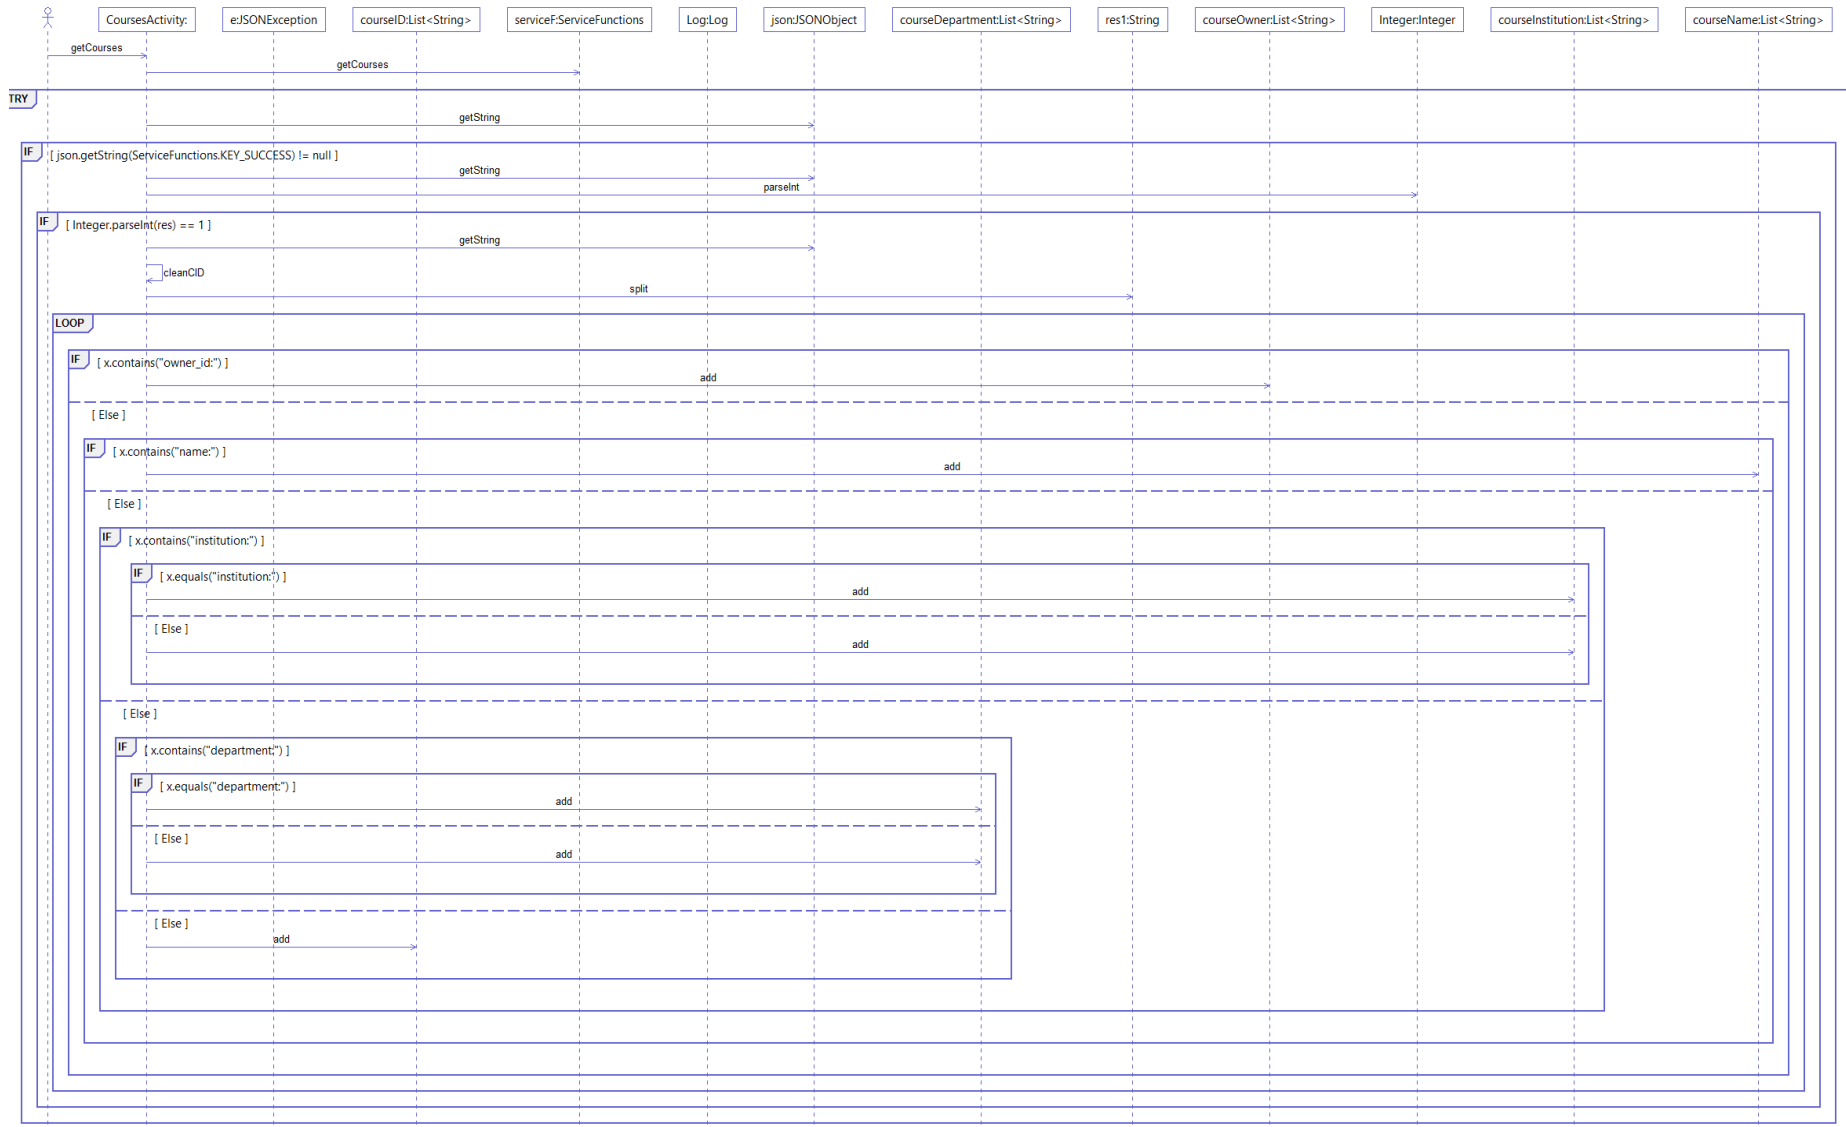 CoursesActivity:
e:JSONException
courseID:List<String>
serviceF:ServiceFunctions
Log:Log
json:JSONObject
courseDepartment:List<String>
res1:String
courseOwner:List<String>
Integer:Integer
courseInstitution:List<String>
courseName:List<String>
getCourses
getCourses
TRY
getString
IF
[ json.getString(ServiceFunctions.KEY_SUCCESS) != null ]
getString
parseInt
IF
[ Integer.parseInt(res) == 1 ]
getString
cleanCID
split
LOOP
IF
[ x.contains("owner_id:") ]
add
[ Else ]
IF
[ x.contains("name:") ]
add
[ Else ]
IF
[ x.contains("institution:") ]
IF
[ x.equals("institution:") ]
add
[ Else ]
add
[ Else ]
IF
[ x.contains("department:") ]
IF
[ x.equals("department:") ]
add
[ Else ]
add
[ Else ]
add